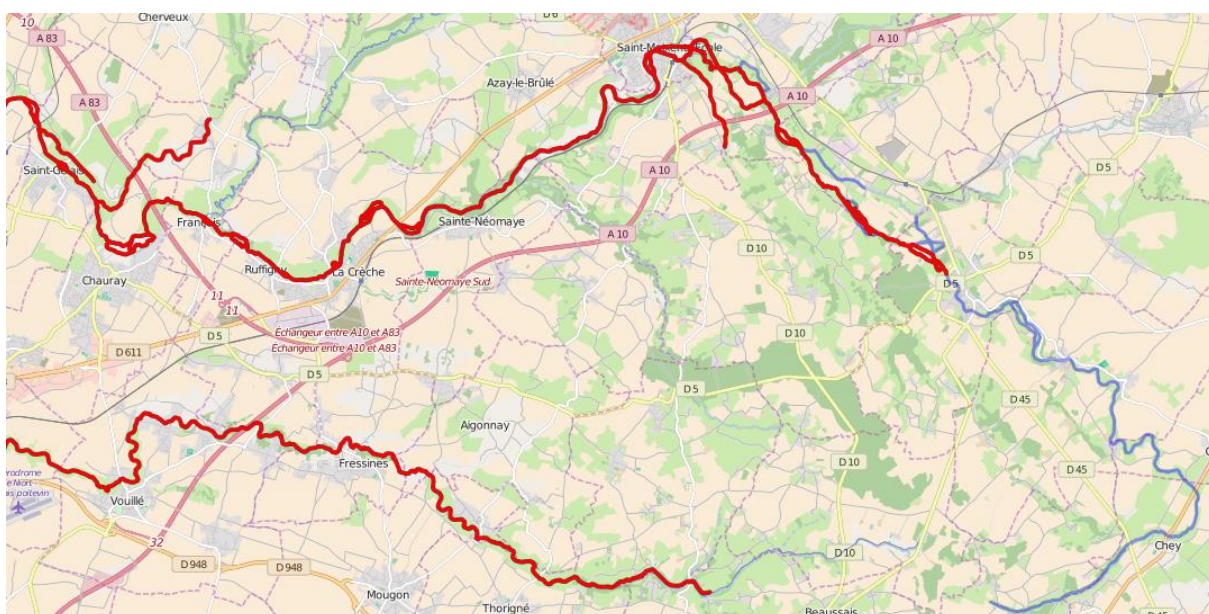 10
Cherveux
D 6
A 83
Azay-le-Brûlé
A 10
A 83
A 10
D 5
Saint-Gelais
A 10
François
Sainte-Néomaye
A 10
D 10
D 5
Ruffigny
La Crèche
Chauray
Sainte-Néomaye Sud
D 5
11
11
D 5
Échangeur entre A10 et A83
Échangeur entre A10 et A83
D 10
D 611
D 5
D 5
D 45
Aigonnay
Fressines
D 10
D 45
Vouillé
32
D 948
D 948
Chey
D 10
Mougon
Thorigné
Beaussais
D 45